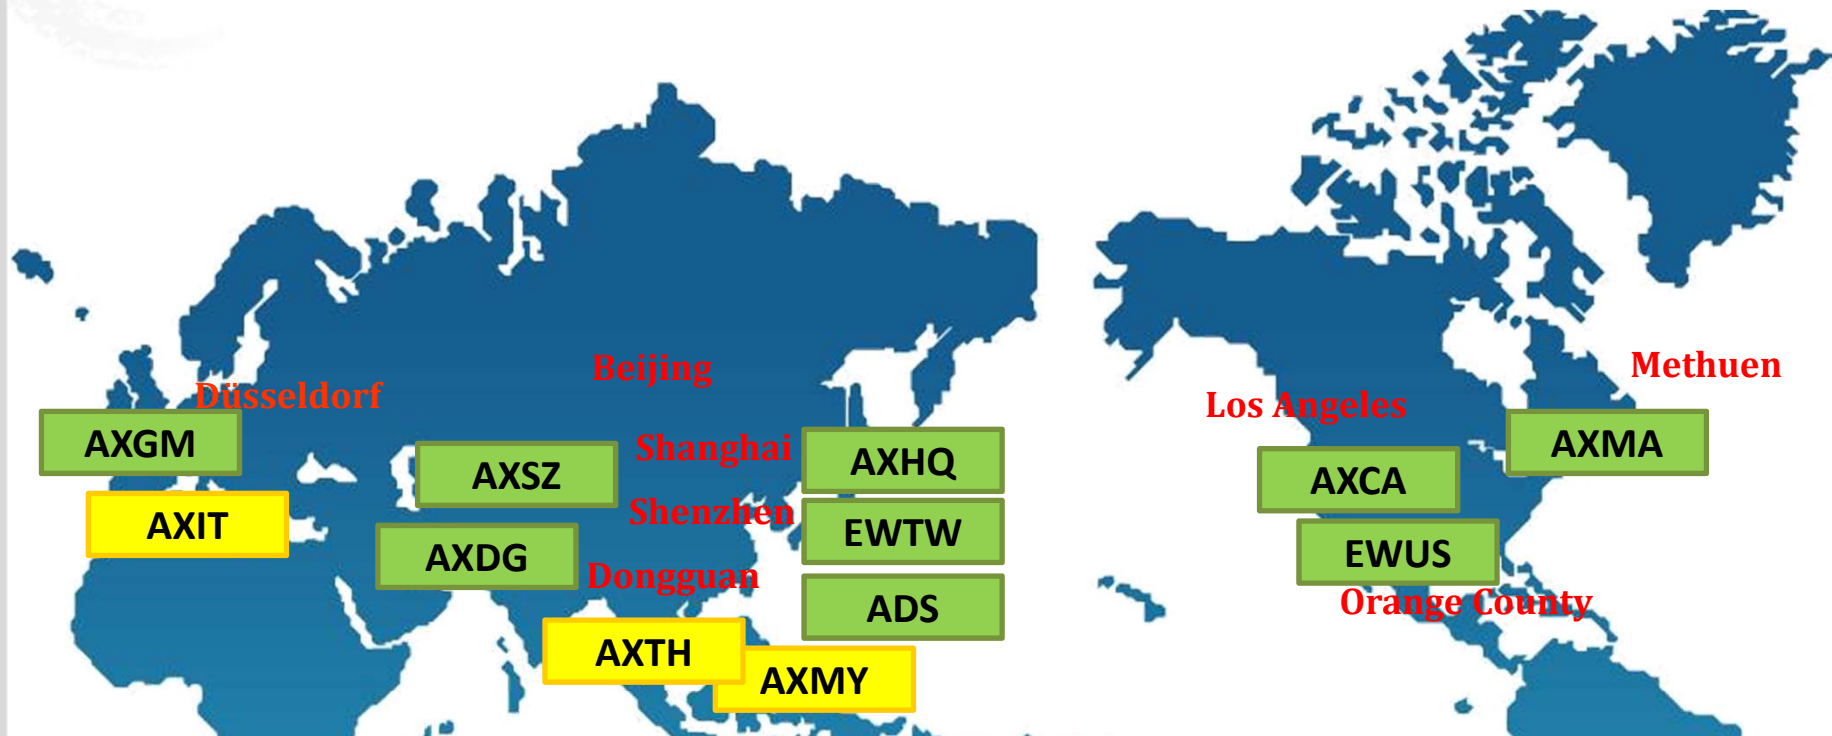 Beijing
Methuen
Düsseldorf
Los Angeles
AXGM
Shanghai
AXHQ
AXMA
AXSZ
AXCA
AXIT
Shenzhen
EWTW
AXDG
EWUS
Dongguan
ADS
Orange County
AXTH
AXMY